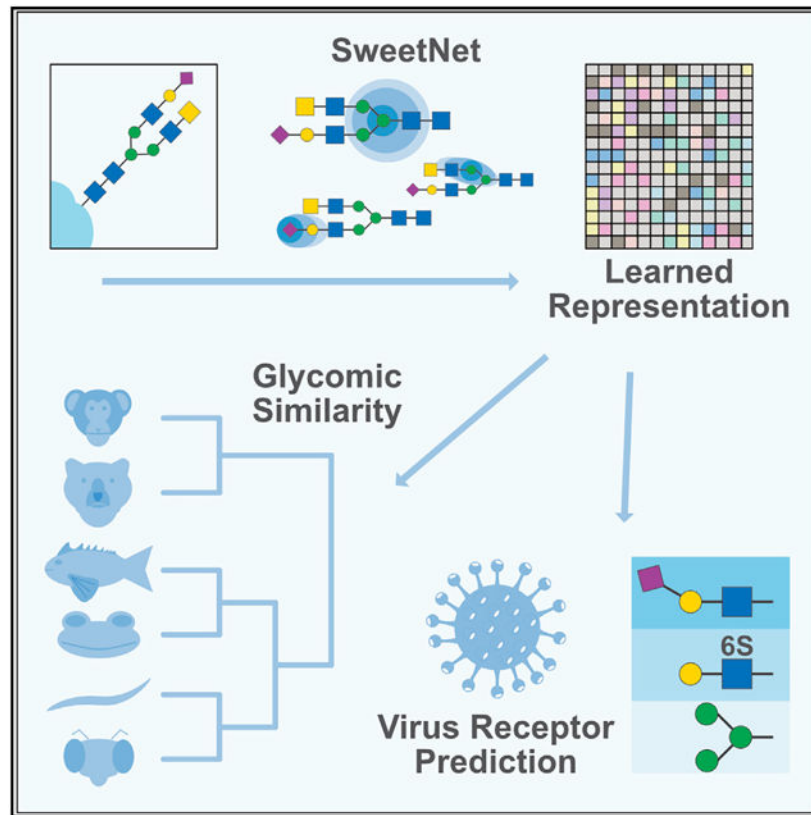 SweetNet
Learned
Representation
Glycomic
Similarity
6S
Virus Receptor
Prediction